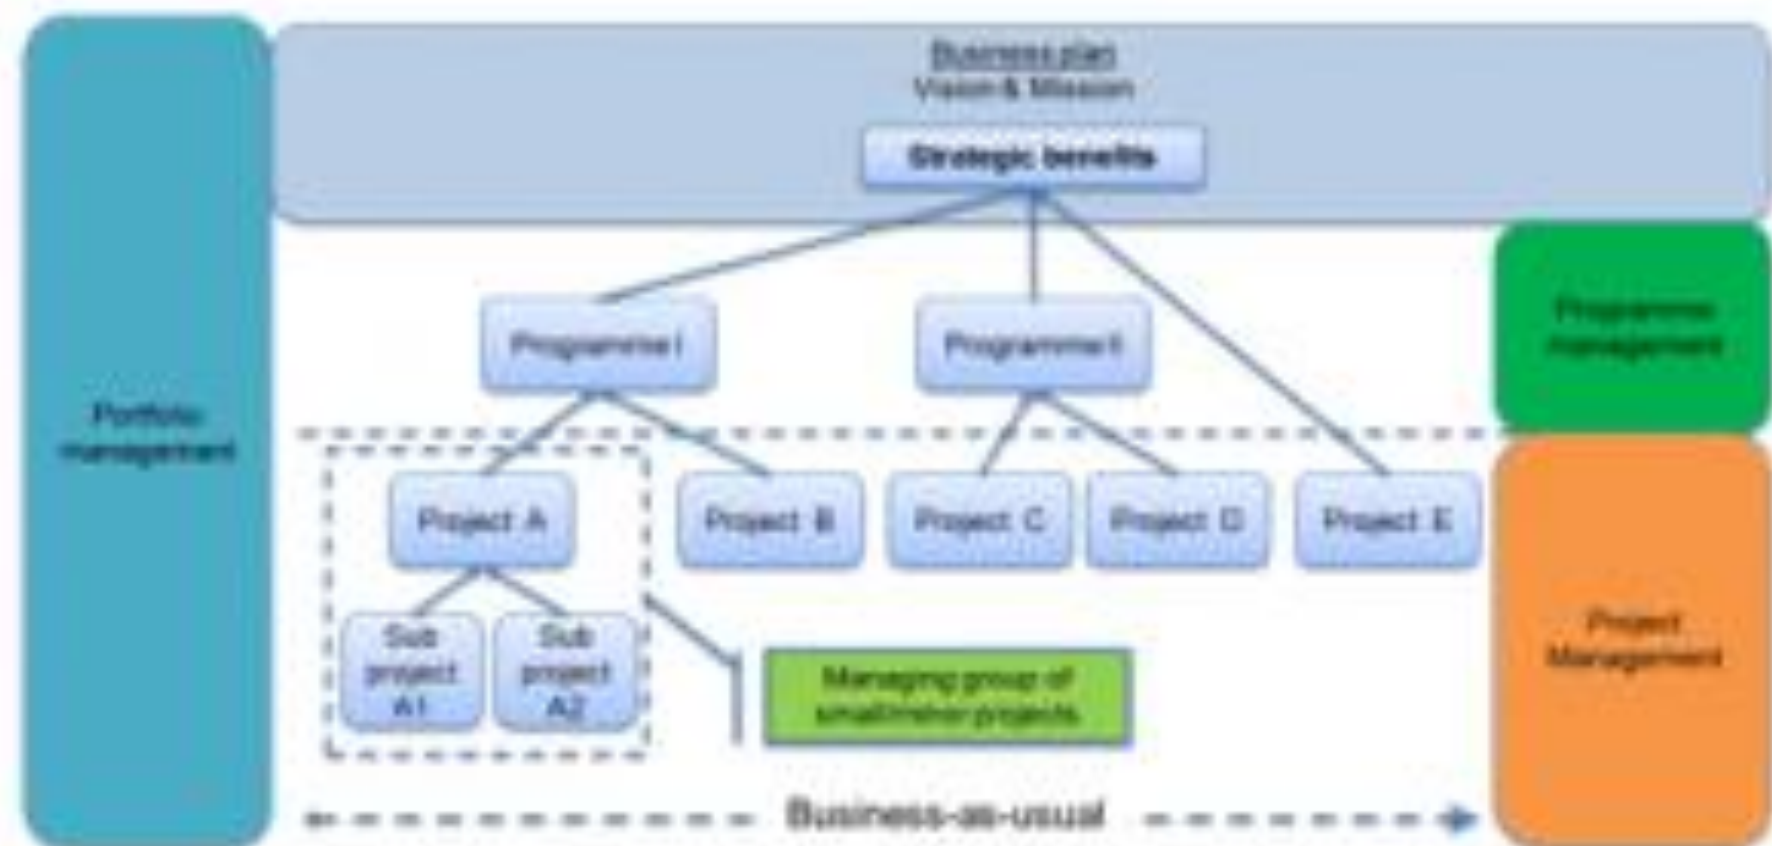 Business plan
Vision & Mission
Strategic benefits
Programme I
Programme II
Programme
management
Portfolio
management
Project A
Project B
Project C
Project D
Project E
Sub
project
A1
Sub
project
A2
Managing group of
small/minor projects
Project
Management
Business-as-usual